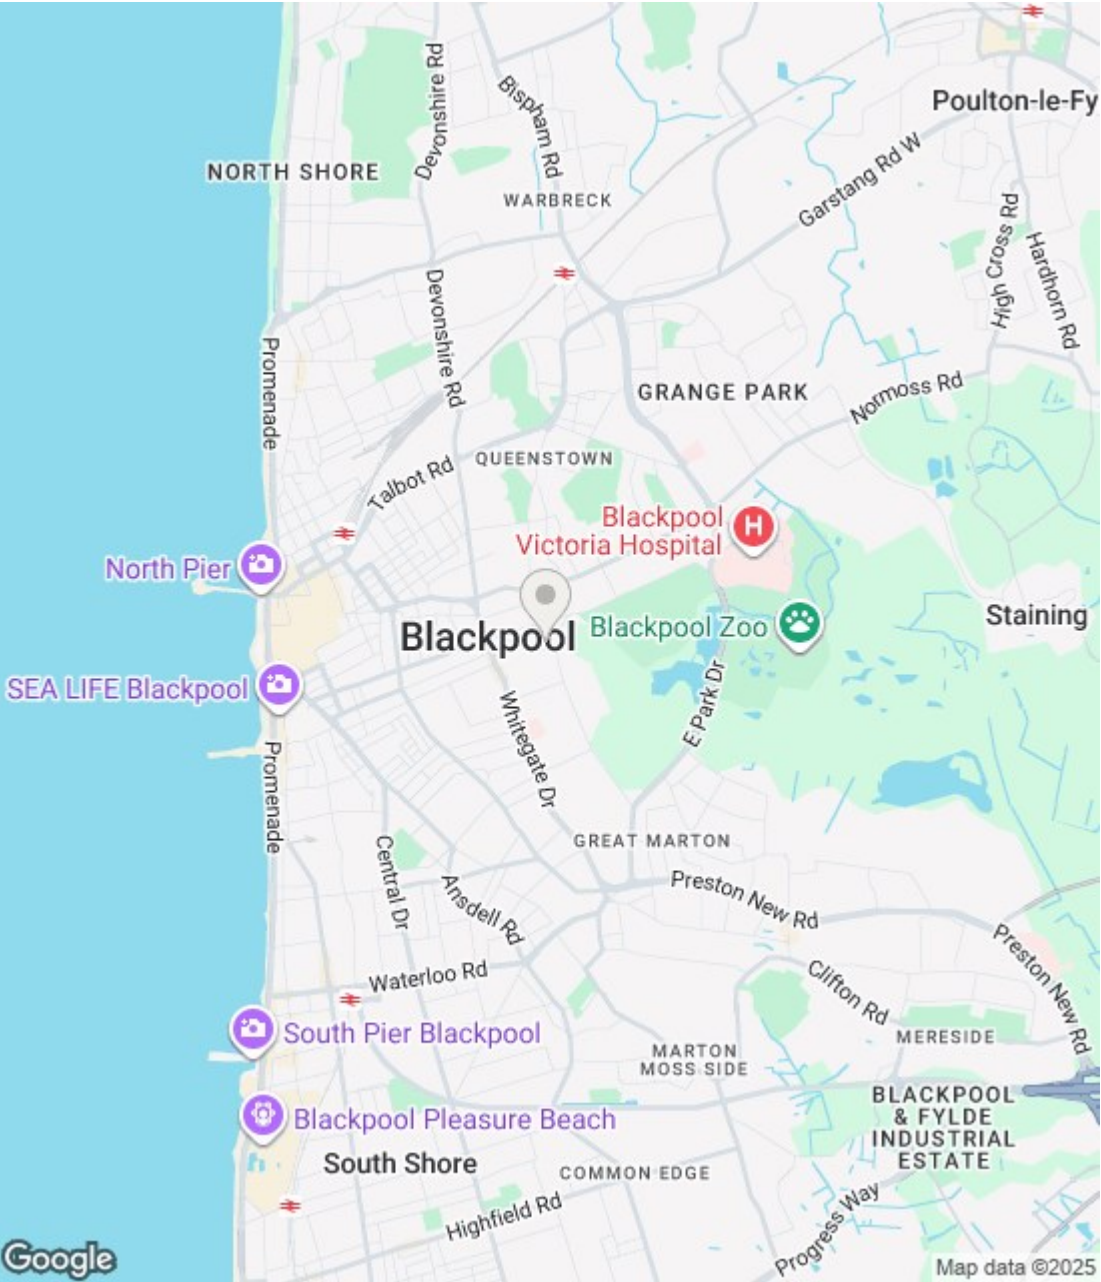 Devonshire Rd
Bispham Rd
Poulton-le-Fy
NORTH SHORE
WARBRECK
Garstang Rd W
High Cross Rd
Hardhorn Rd
Devonshire Rd
Promenade
GRANGE PARK
Normoss Rd
Talbot Rd
QUEENSTOWN
Blackpool
Victoria Hospital
H
North Pier
Blackpool
Blackpool Zoo
Staining
SEA LIFE Blackpool
E Park Dr
Whitegate Dr
Promenade
GREAT MARTON
Central Dr
Ansdell Rd
Preston New Rd
Preston New Rd
Waterloo Rd
Clifton Rd
South Pier Blackpool
MERESIDE
MARTON
MOSS SIDE
BLACKPOOL
& FYLDE
INDUSTRIAL
ESTATE
Blackpool Pleasure Beach
South Shore
COMMON EDGE
Highfield Rd
Progress Way
Google
Map data ©2025